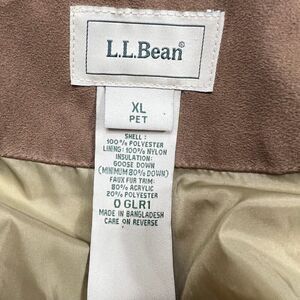 L.L.Bean®
XL
PET
SHELL:
100% POLYESTER
LINING: 100% NYLON
INSULATION:
GOOSE DOWN
(MINIMUM 80% DOWN)
FAUX FUR TRIM:
80% ACRYLIC
20% POLYESTER
0 GLR1
MADE IN BANGLADESH
CARE ON REVERSE